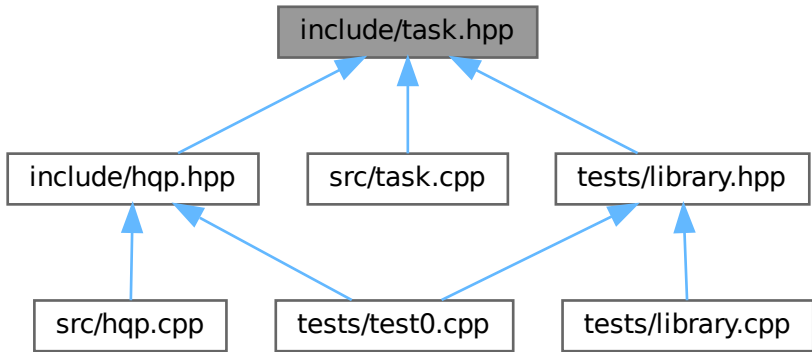 include/task.hpp
include/hqp.hpp
src/task.cpp
tests/library.hpp
src/hqp.cpp
tests/test0.cpp
tests/library.cpp